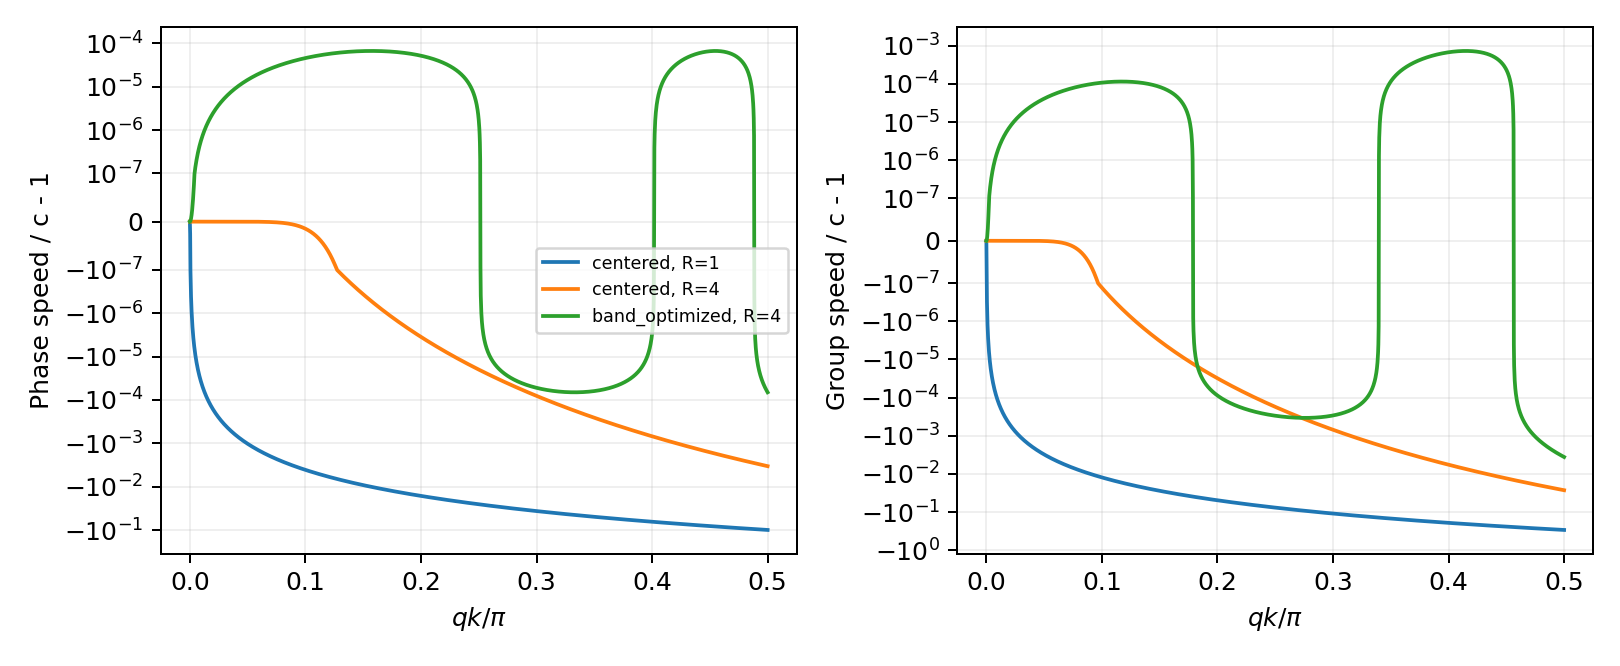 Phase speed / c - 1
10⁻⁴
10⁻⁵
10⁻⁶
10⁻⁷
0
−10⁻⁷
−10⁻⁶
−10⁻⁵
−10⁻⁴
−10⁻³
−10⁻²
−10⁻¹
0.0 0.1 0.2 0.3 0.4 0.5
qk/π
centered, R=1
centered, R=4
band_optimized, R=4
Group speed / c - 1
10⁻³
10⁻⁴
10⁻⁵
10⁻⁶
10⁻⁷
0
−10⁻⁷
−10⁻⁶
−10⁻⁵
−10⁻⁴
−10⁻³
−10⁻²
−10⁻¹
−10⁰
0.0 0.1 0.2 0.3 0.4 0.5
qk/π